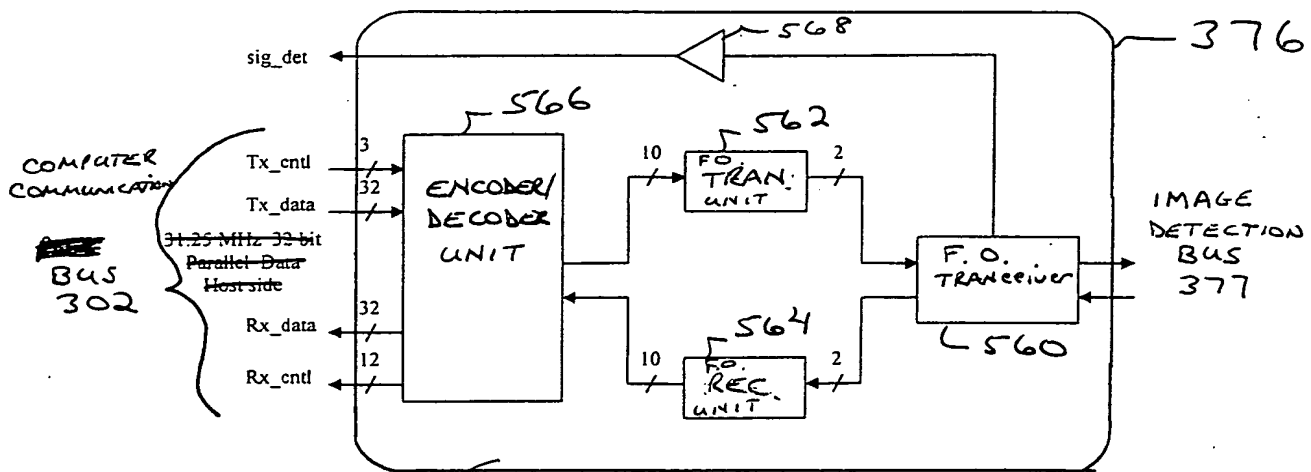 568
376
sig_det
566
562
COMPUTER
COMMUNICATION
BUS
302
Tx_cntl
3
Tx_data
32
31.25 MHz 32 bit
Parallel Data
Host side
Rx_data
32
Rx_cntl
12
ENCODER/
DECODER
UNIT
10
F.O.
TRAN.
UNIT
2
F.O.
TRANCEIVER
560
IMAGE
DETECTION
BUS
377
564
10
F.O.
REC.
UNIT
2